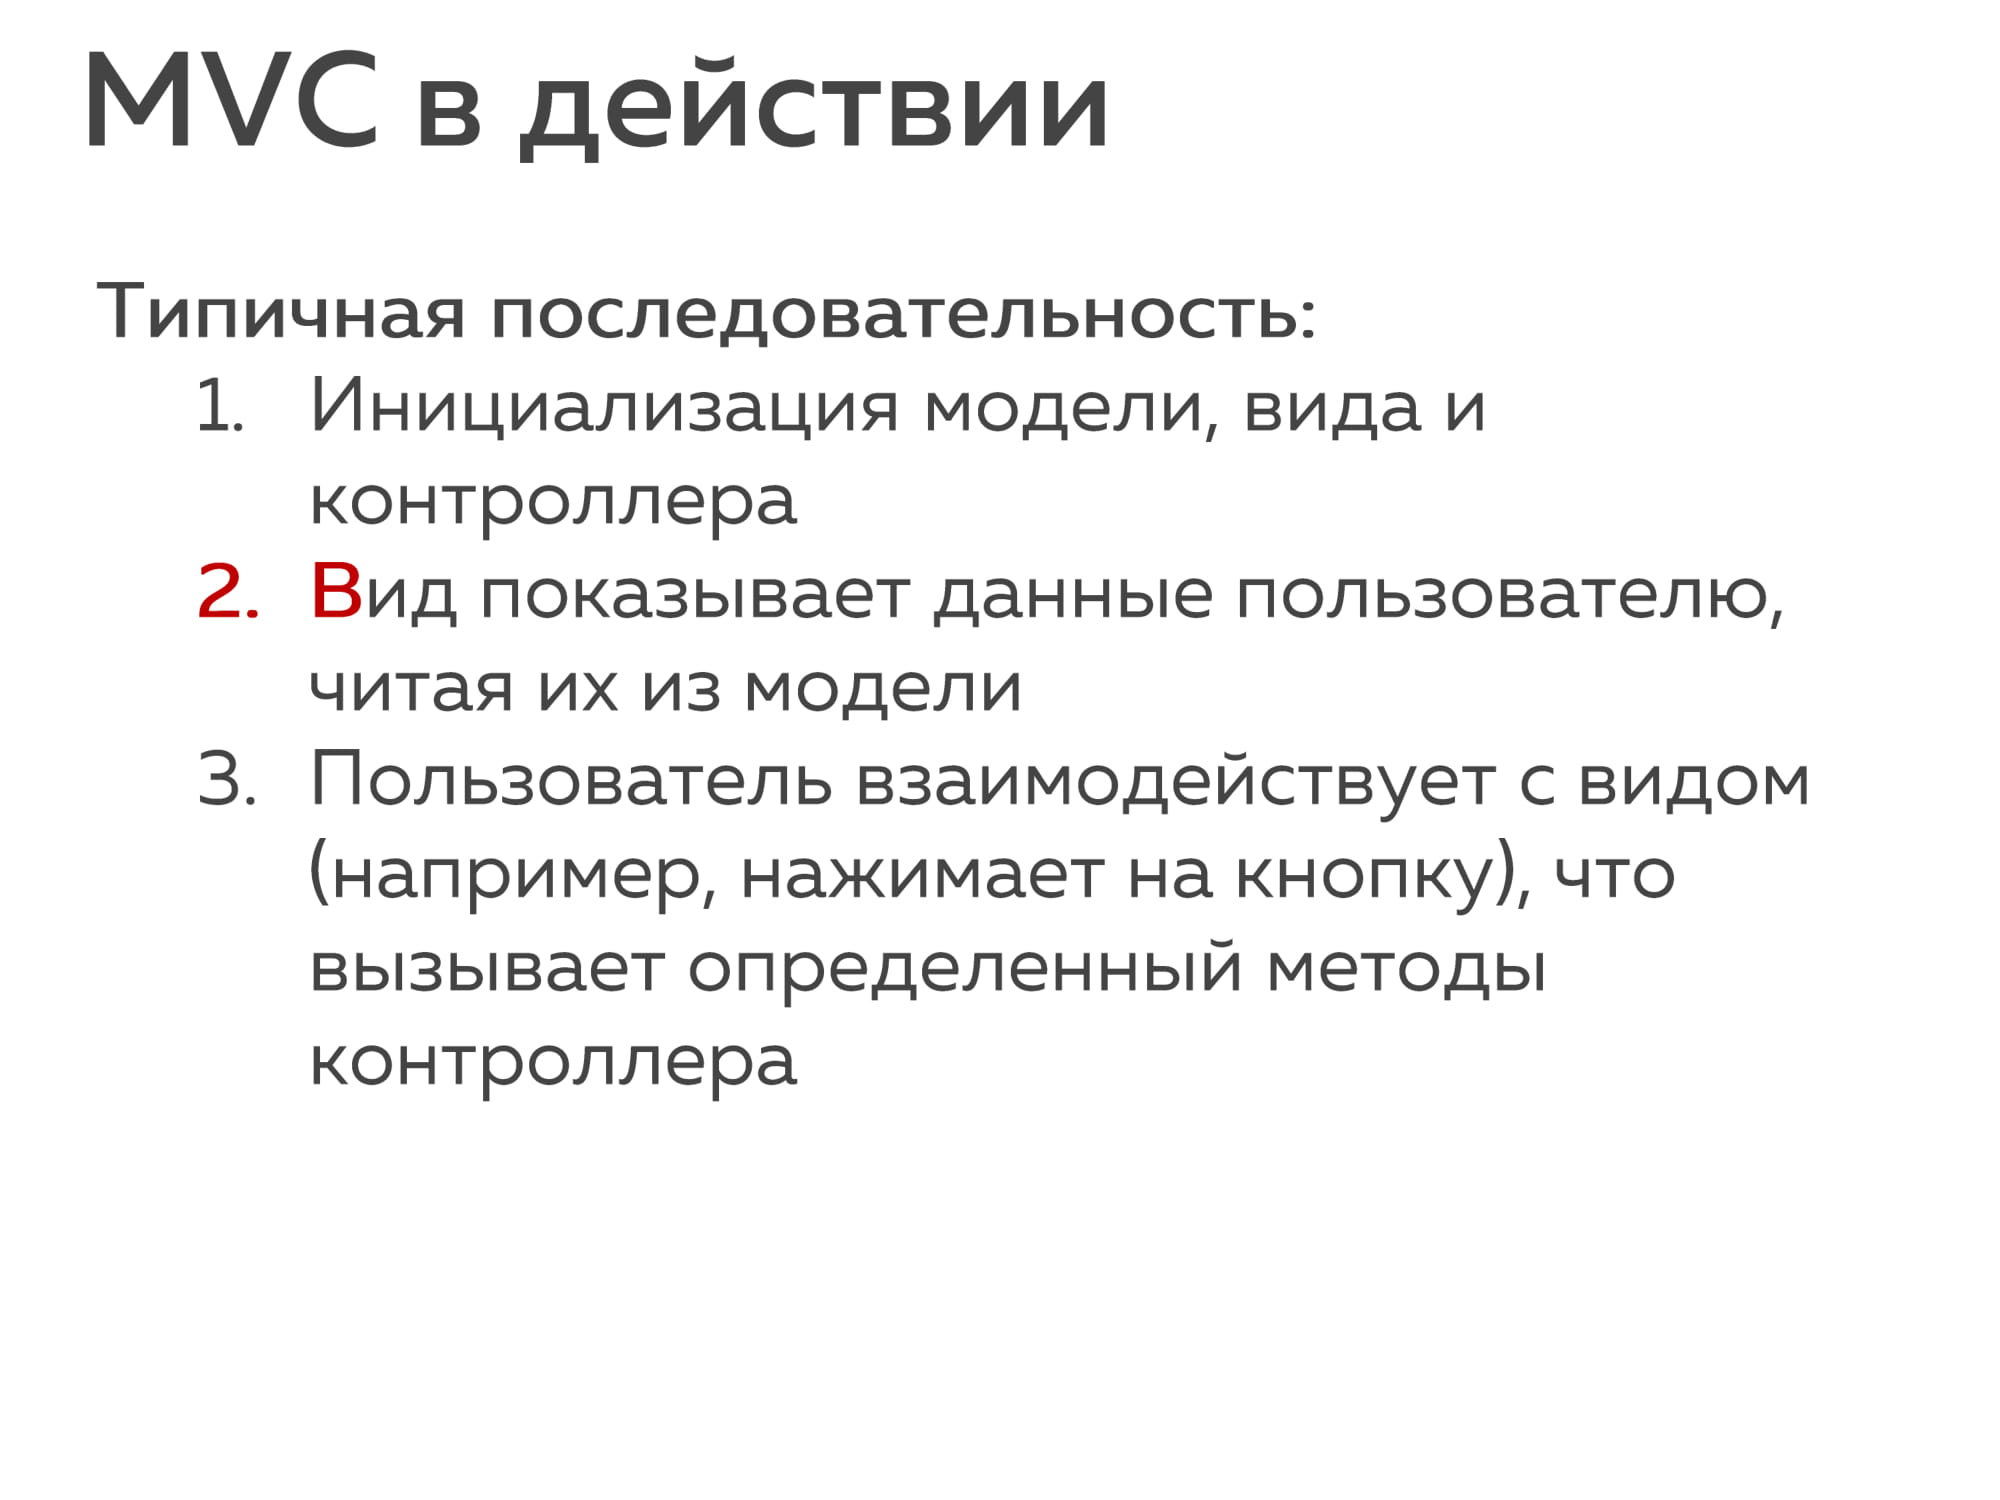 MVC в действии
Типичная последовательность:
1. Инициализация модели, вида и
контроллера
2. Вид показывает данные пользователю,
читая их из модели
3. Пользователь взаимодействует с видом
(например, нажимает на кнопку), что
вызывает определенный методы
контроллера